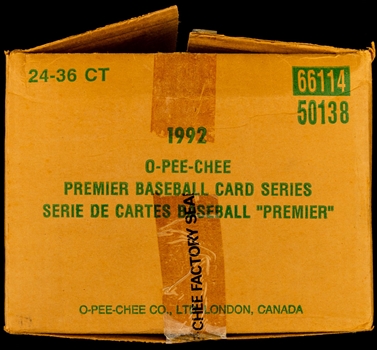 24-36 CT
66114
50138
1992
O-PEE-CHEE
PREMIER BASEBALL CARD SERIES
SERIE DE CARTES BASEBALL "PREMIER"
CHEE FACTORY SEAL
O-PEE-CHEE CO., LTD. LONDON, CANADA